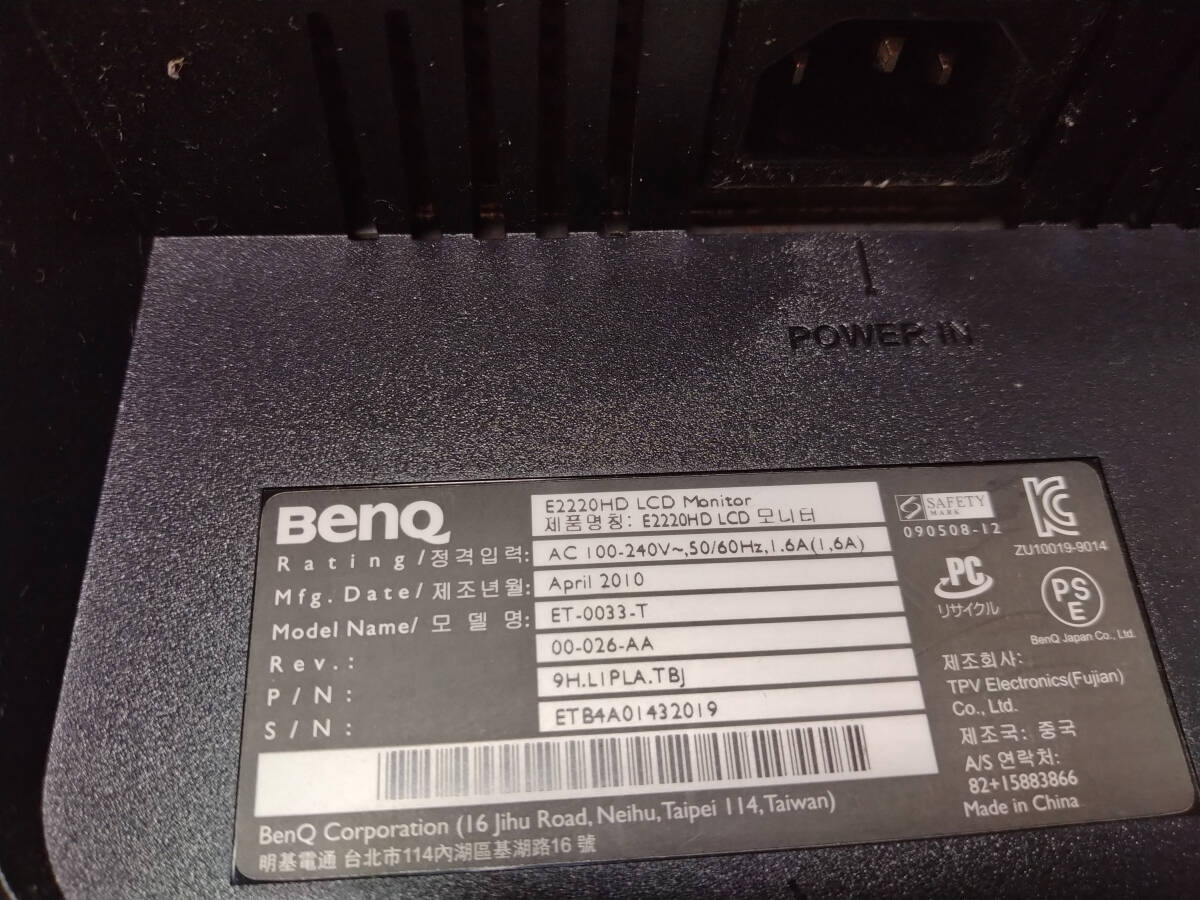 POWER IN
BenQ
E2220HD LCD Monitor
제품명칭: E2220HD LCD 모니터
Rating/정격입력: AC 100-240V~,50/60Hz,1.6A(1,6A)
Mfg. Date/제조년월: April 2010
Model Name/모델명: ET-0033-T
Rev.: 00-026-AA
P/N: 9H.L1PLA.TBJ
S/N: ETB4A01432019
BenQ Corporation (16 Jihu Road, Neihu,Taipei 114,Taiwan)
明基電通 台北市114內湖區基湖路16 號
S SAFETY
MARK
090508-12
ZU10019-9014
PC
リサイクル
PS
E
BenQ Japan Co., Ltd.
제조회사:
TPV Electronics(Fujian)
Co., Ltd.
제조국: 중국
A/S 연락처:
82+15883866
Made in China